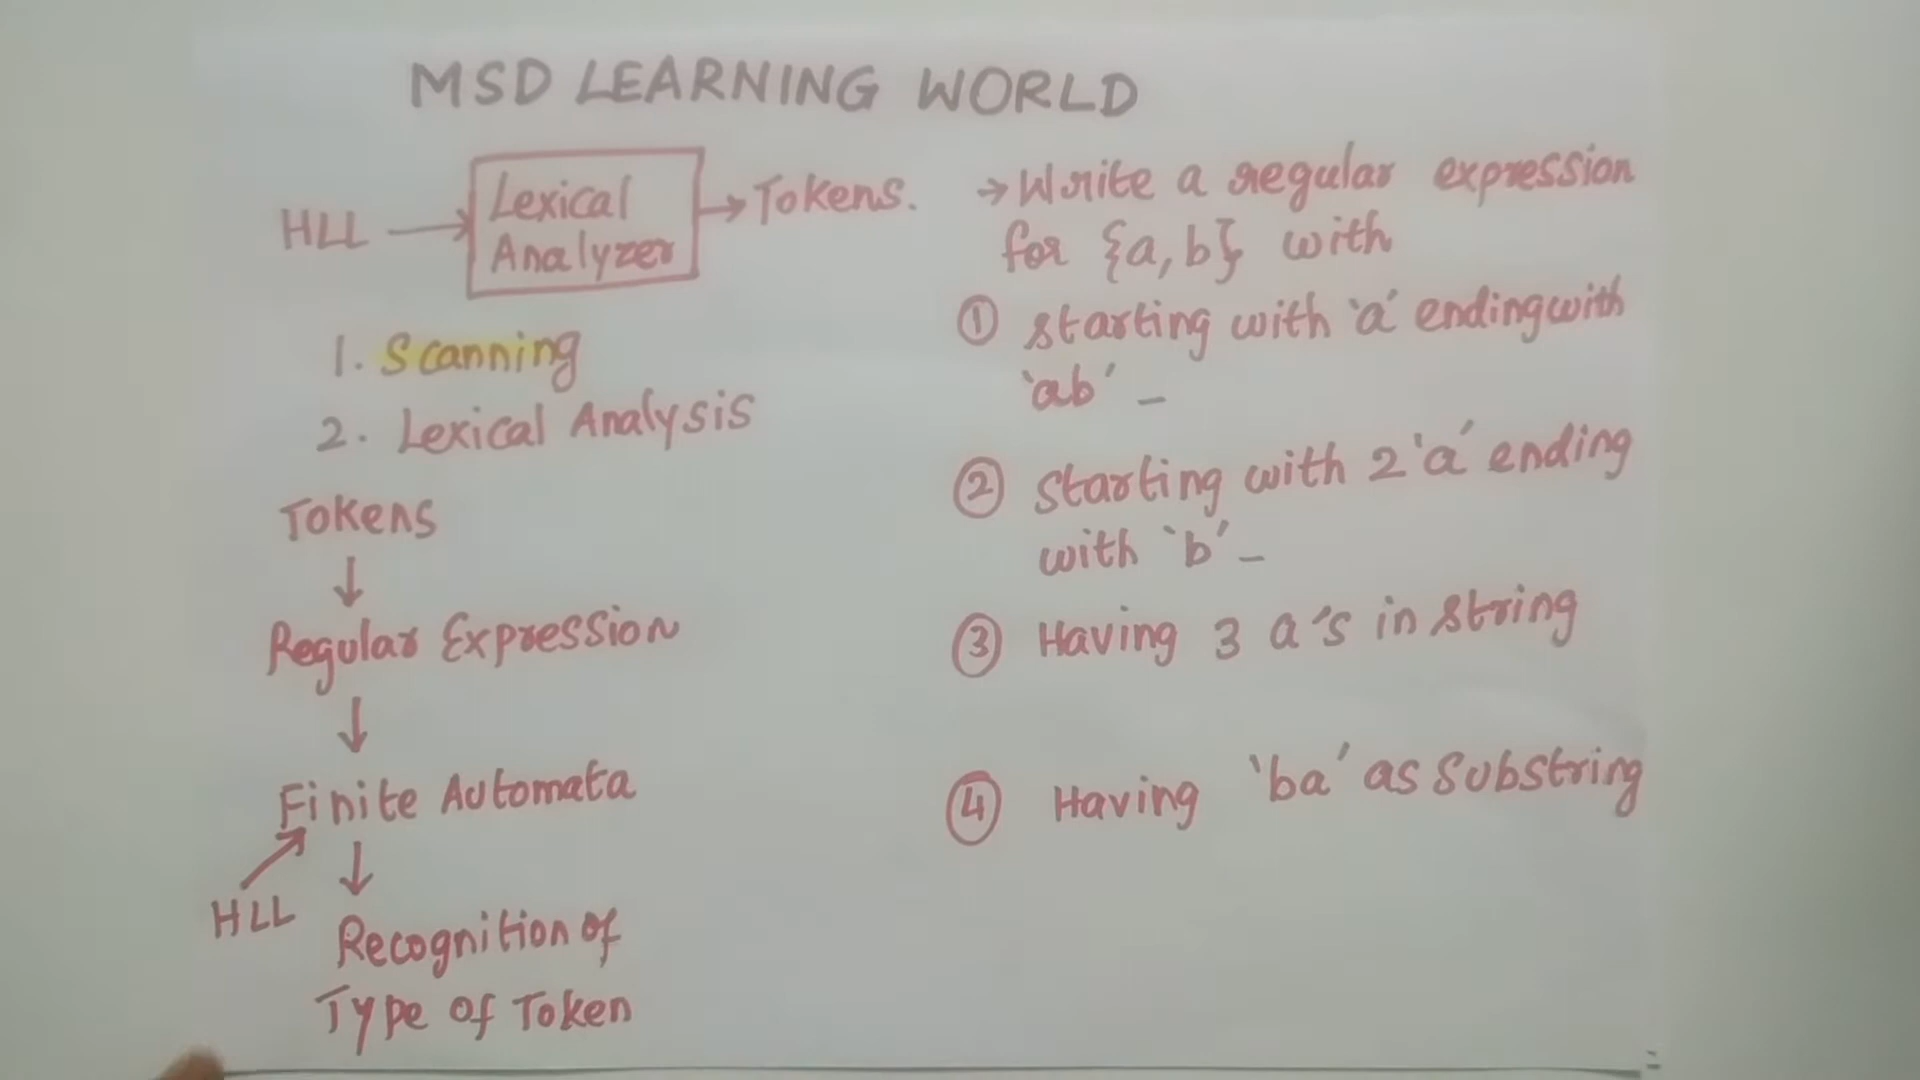 MSD LEARNING WORLD
HLL → Lexical Analyzer → Tokens.
1. Scanning
2. Lexical Analysis
Tokens
↓
Regular Expression
↓
Finite Automata
↓
HLL
Recognition of
Type of Token
→ Write a regular expression
for {a, b} with
① starting with 'a' ending with
'ab' _
② starting with 2 'a' ending
with 'b' _
③ Having 3 a's in string
④ Having 'ba' as substring